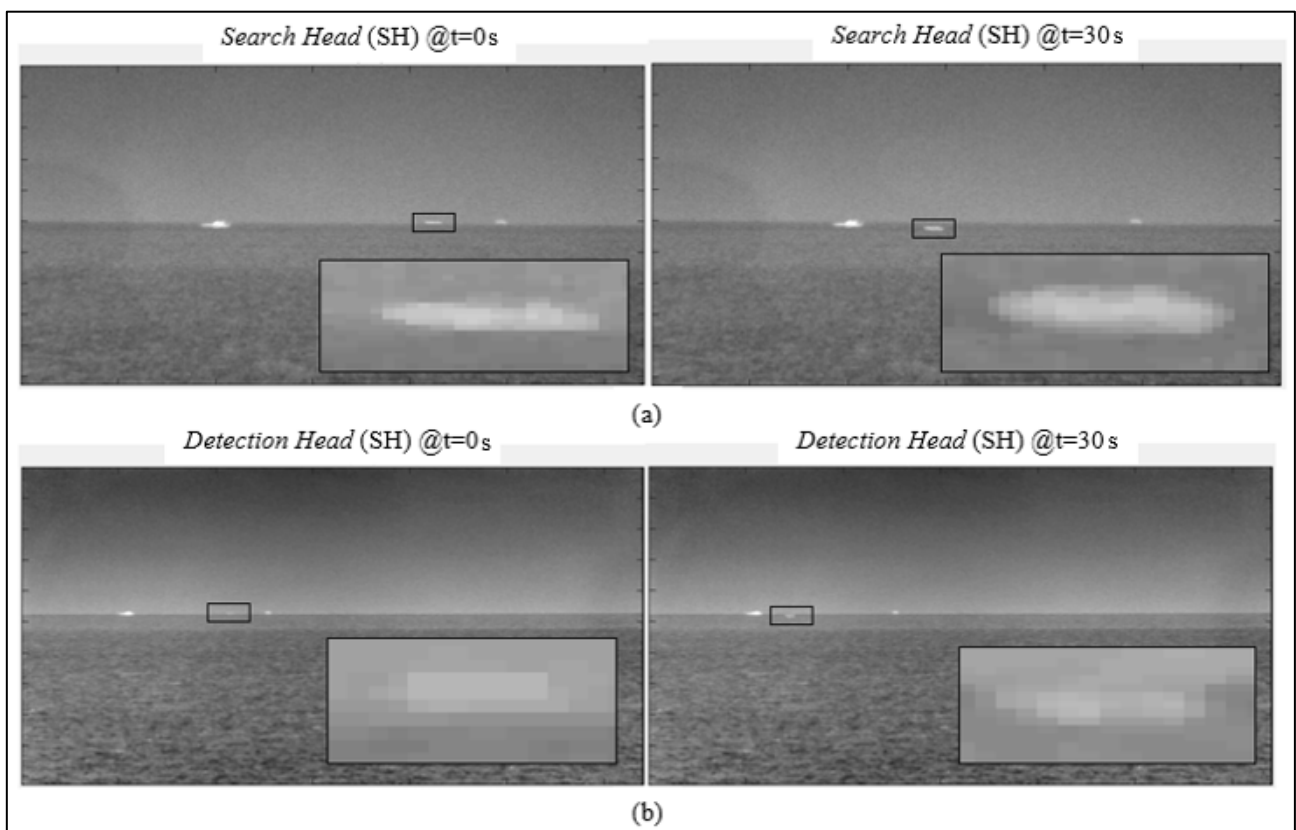 Search Head (SH) @t=0s
Search Head (SH) @t=30s
(a)
Detection Head (SH) @t=0s
Detection Head (SH) @t=30s
(b)